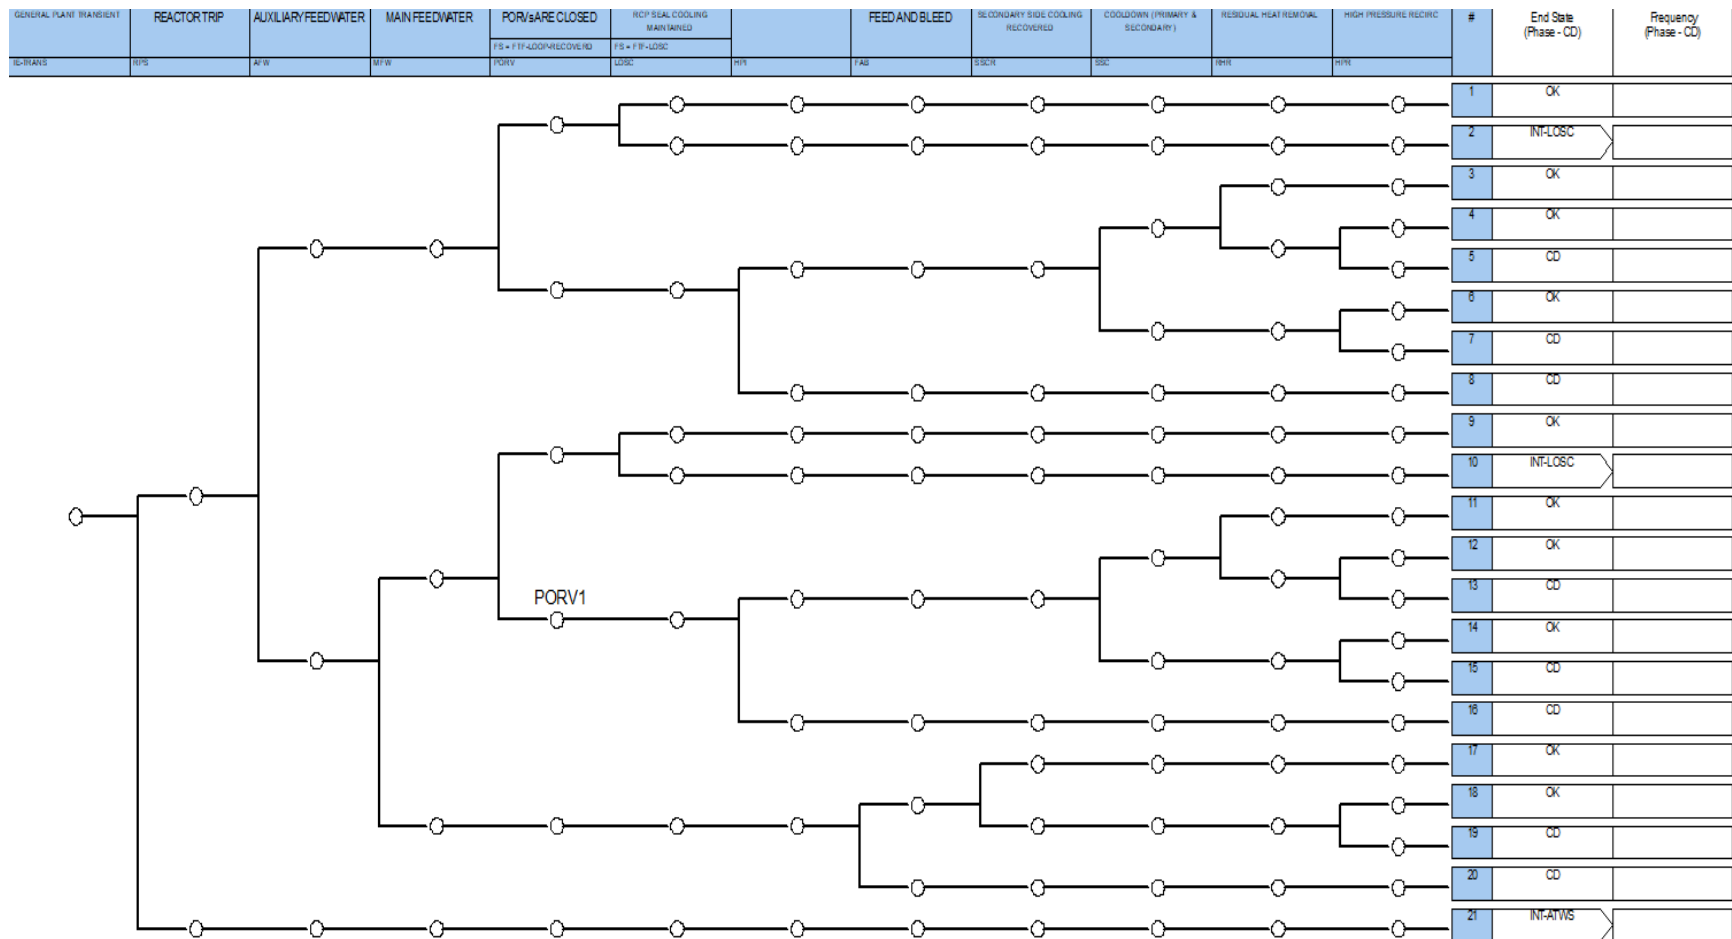 GENERAL PLANT TRANSIENT
REACTOR TRIP
AUXILIARY FEEDWATER
MAIN FEEDWATER
PORVs ARE CLOSED
RCP SEAL COOLING
MAINTAINED
FEED AND BLEED
SECONDARY SIDE COOLING
RECOVERED
COOLDOWN (PRIMARY &
SECONDARY)
RESIDUAL HEAT REMOVAL
HIGH PRESSURE RECIRC
#
End State
(Phase - CD)
Frequency
(Phase - CD)
FS = FTF-LOOP-RECOVERD
FS = FTF-LOSC
IE-TRANS
RPS
AFW
MFW
PORV
LOSC
HPI
FAB
SSCR
SSC
RHR
HPR
1 OK
2 INT-LOSC
3 OK
4 OK
5 CD
6 OK
7 CD
8 CD
9 OK
10 INT-LOSC
11 OK
12 OK
13 CD
PORV1
14 OK
15 CD
16 CD
17 OK
18 OK
19 CD
20 CD
21 INT-ATWS